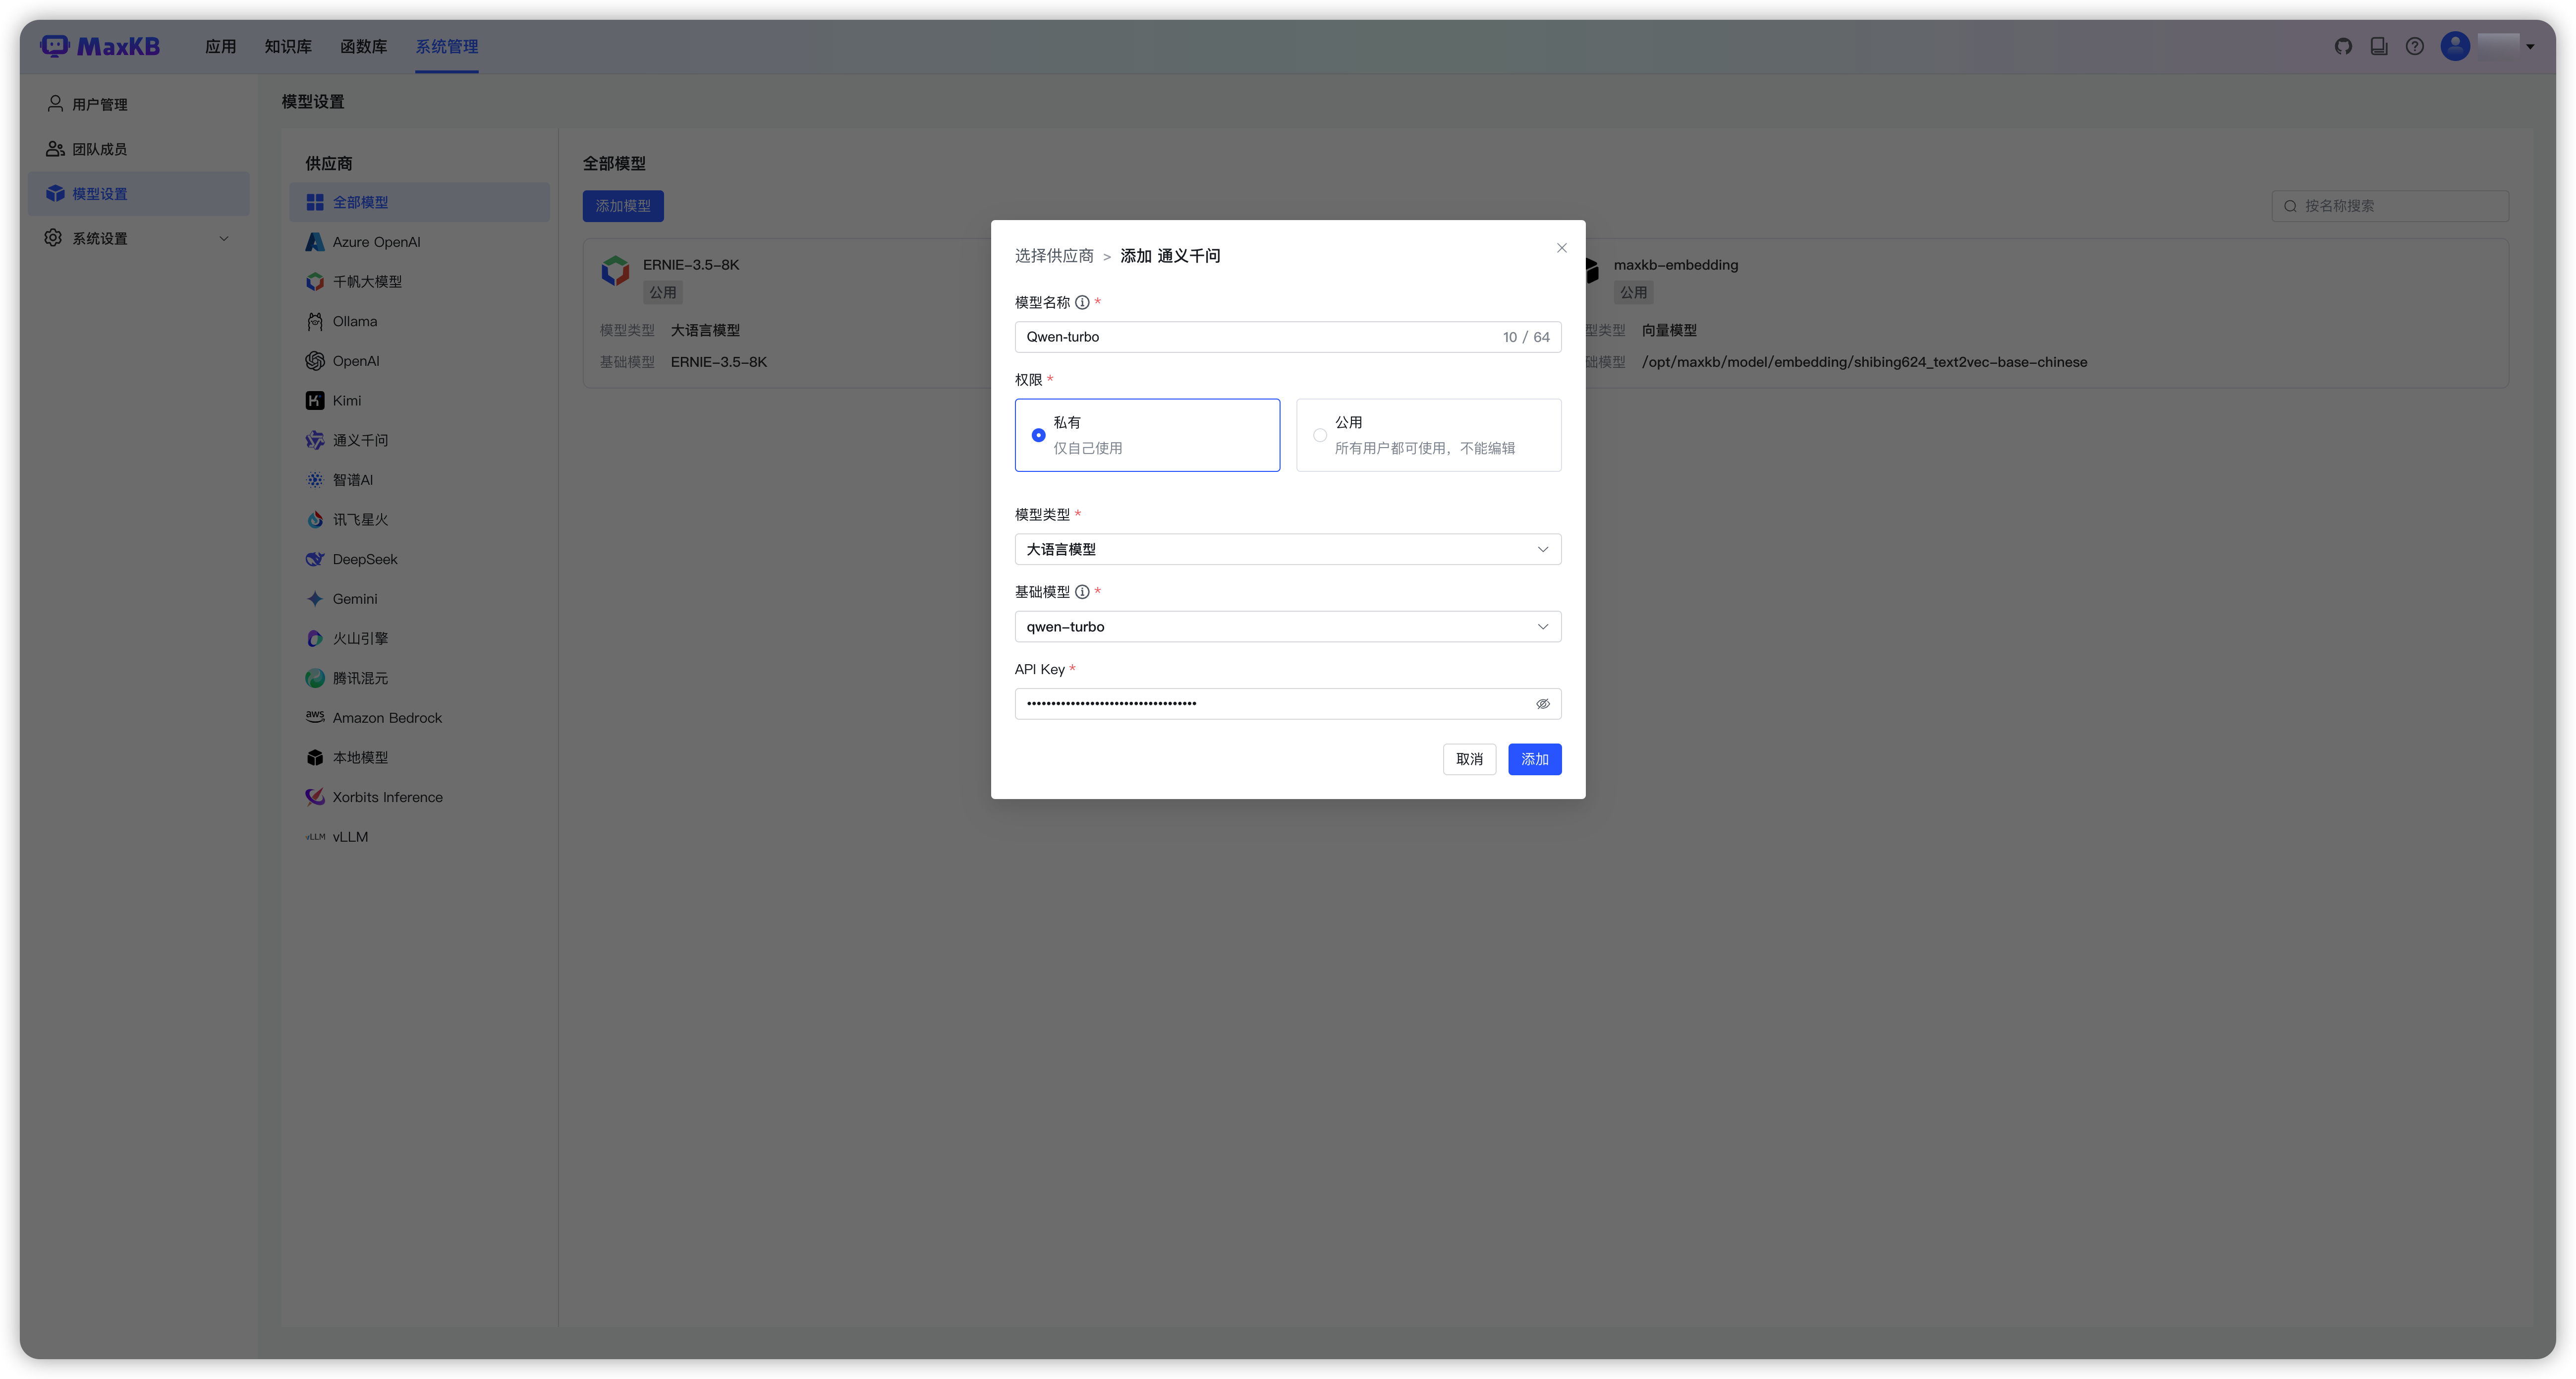 MaxKB 应用 知识库 函数库 系统管理
用户管理
团队成员
模型设置
系统设置
模型设置
供应商
全部模型
Azure OpenAI
千帆大模型
Ollama
OpenAI
Kimi
通义千问
智谱AI
讯飞星火
DeepSeek
Gemini
火山引擎
腾讯混元
aws Amazon Bedrock
本地模型
Xorbits Inference
vLLM vLLM
全部模型
添加模型
按名称搜索
ERNIE-3.5-8K
公用
模型类型 大语言模型
基础模型 ERNIE-3.5-8K
maxkb-embedding
公用
型类型 向量模型
础模型 /opt/maxkb/model/embedding/shibing624_text2vec-base-chinese
选择供应商 > 添加 通义千问
模型名称 *
Qwen-turbo 10 / 64
权限 *
私有
仅自己使用
公用
所有用户都可使用，不能编辑
模型类型 *
大语言模型
基础模型 *
qwen-turbo
API Key *
取消 添加